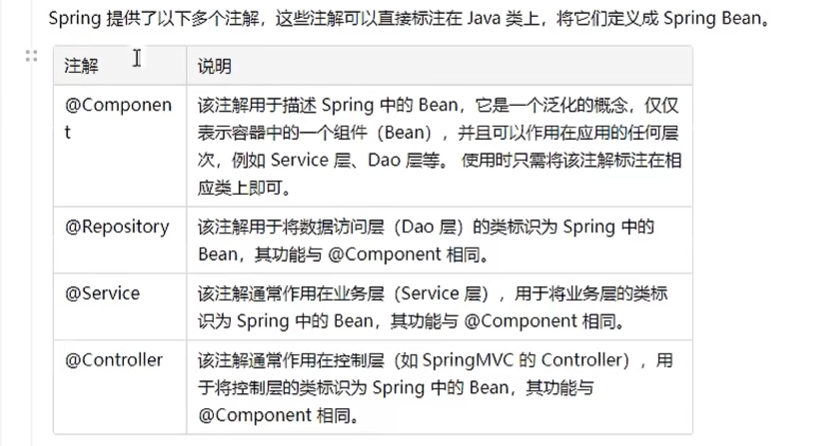 Spring 提供了以下多个注解，这些注解可以直接标注在 Java 类上，将它们定义成 Spring Bean。
注解
说明
@Componen
t
该注解用于描述 Spring 中的 Bean，它是一个泛化的概念，仅仅
表示容器中的一个组件（Bean），并且可以作用在应用的任何层
次，例如 Service 层、Dao 层等。 使用时只需将该注解标注在相
应类上即可。
@Repository
该注解用于将数据访问层（Dao 层）的类标识为 Spring 中的
Bean，其功能与 @Component 相同。
@Service
该注解通常作用在业务层（Service 层），用于将业务层的类标
识为 Spring 中的 Bean，其功能与 @Component 相同。
@Controller
该注解通常作用在控制层（如 SpringMVC 的 Controller），用
于将控制层的类标识为 Spring 中的 Bean，其功能与
@Component 相同。